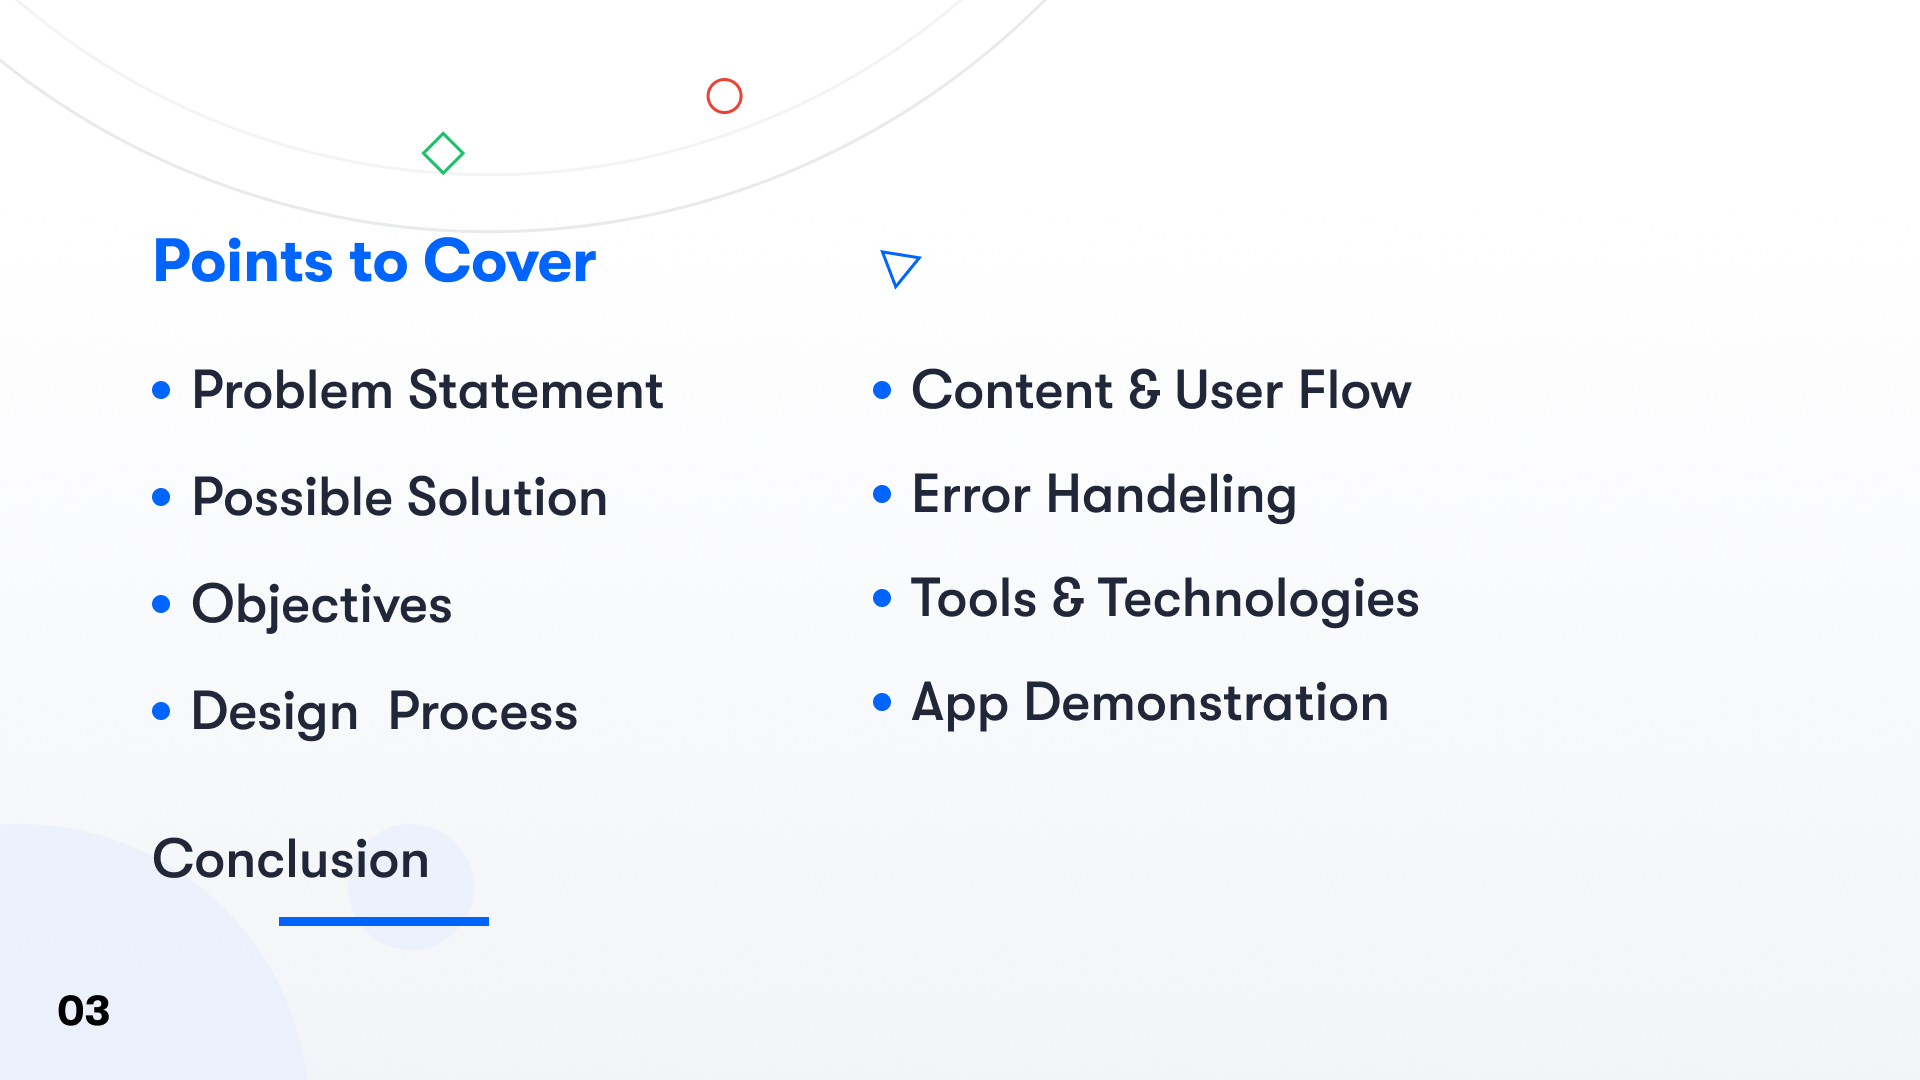 Points to Cover
• Problem Statement
• Possible Solution
• Objectives
• Design  Process
• Content & User Flow
• Error Handeling
• Tools & Technologies
• App Demonstration
Conclusion
03